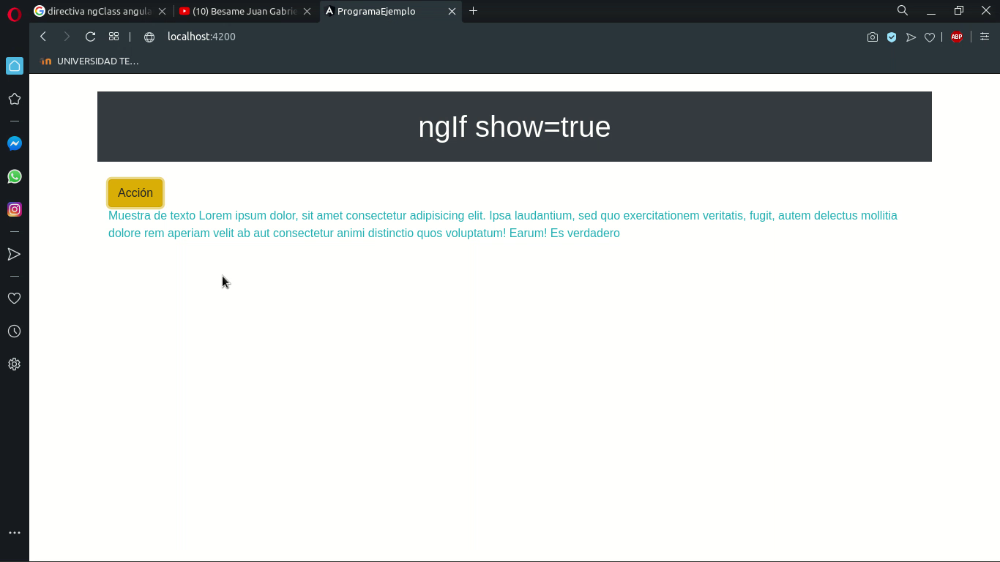 directiva ngClass angula
(10) Besame Juan Gabrie
ProgramaEjemplo
localhost:4200
ABP
UNIVERSIDAD TE...
ngIf show=true
Acción
Muestra de texto Lorem ipsum dolor, sit amet consectetur adipisicing elit. Ipsa laudantium, sed quo exercitationem veritatis, fugit, autem delectus mollitia
dolore rem aperiam velit ab aut consectetur animi distinctio quos voluptatum! Earum! Es verdadero